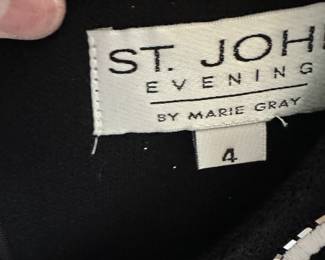 ST. JOH
EVENING
BY MARIE GRAY
4